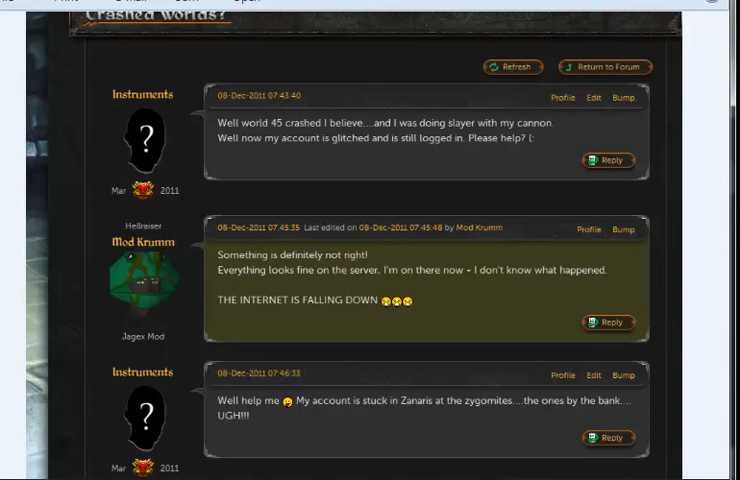 Crashed Worlds?
Refresh
Return to Forum
Instruments
08-Dec-2011 07:43:40
Profile Edit Bump
Well world 45 crashed I believe....and I was doing slayer with my cannon.
Well now my account is glitched and is still logged in. Please help? (:
Reply
Mar 2011
Hellraiser
Mod Krumm
Jagex Mod
08-Dec-2011 07:45:35 Last edited on 08-Dec-2011 07:45:48 by Mod Krumm
Profile Bump
Something is definitely not right!
Everything looks fine on the server, I'm on there now - I don't know what happened.
THE INTERNET IS FALLING DOWN
Reply
Instruments
08-Dec-2011 07:46:33
Profile Edit Bump
Well help me My account is stuck in Zanaris at the zygomites....the ones by the bank....
UGH!!!
Reply
Mar 2011